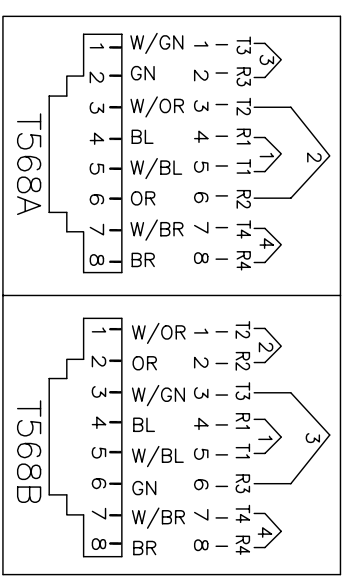 1 W/GN 1 – T3
2 GN 2 – R3
3 W/OR 3 – T2
4 BL 4 – R1
5 W/BL 5 – T1
6 OR 6 – R2
7 W/BR 7 – T4
8 BR 8 – R4
3
1
2
4
T568A
1 W/OR 1 – T2
2 OR 2 – R2
3 W/GN 3 – T3
4 BL 4 – R1
5 W/BL 5 – T1
6 GN 6 – R3
7 W/BR 7 – T4
8 BR 8 – R4
2
1
3
4
T568B